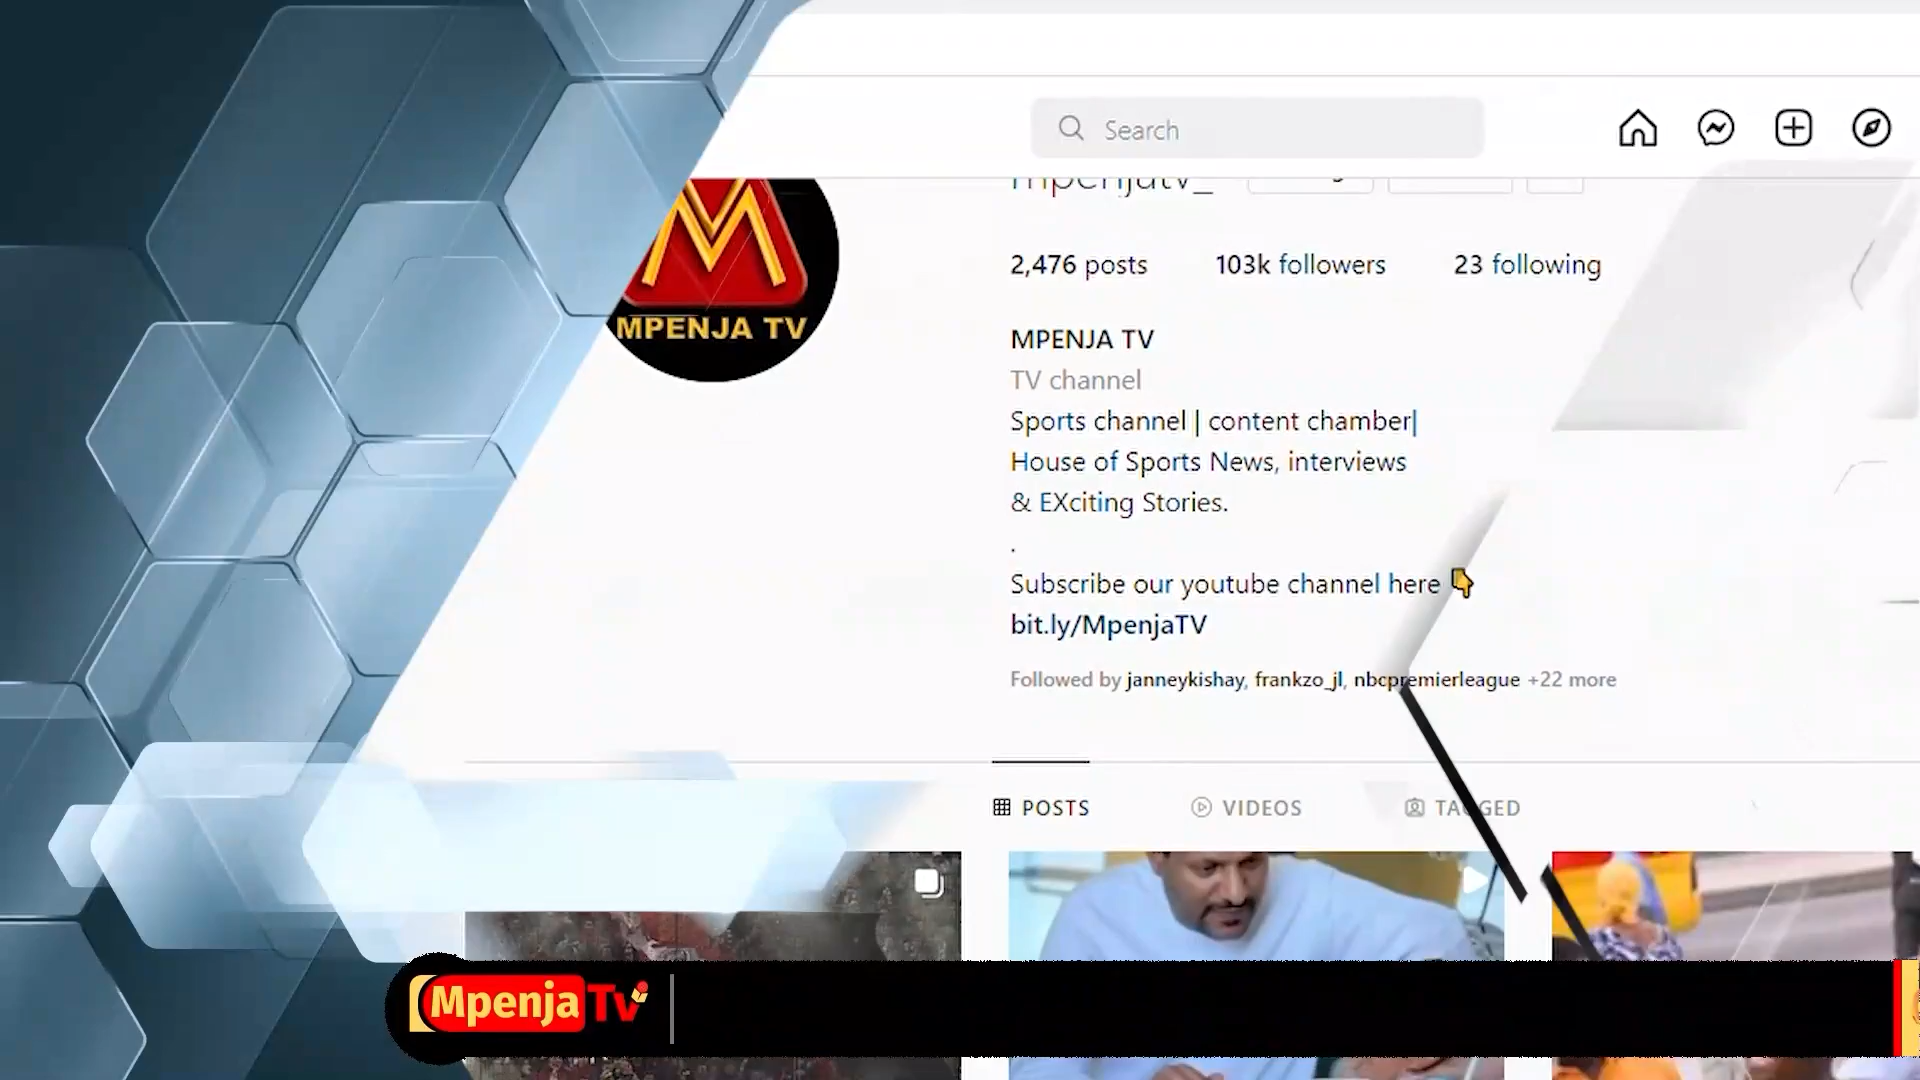 Search
mpenjatv_
2,476 posts 103k followers 23 following
MPENJA TV
MPENJA TV
TV channel
Sports channel | content chamber|
House of Sports News, interviews
& EXciting Stories.
.
Subscribe our youtube channel here 👇
bit.ly/MpenjaTV
Followed by janneykishay, frankzo_jl, nbcpremierleague +22 more
POSTS VIDEOS TAGGED
Mpenja Tv